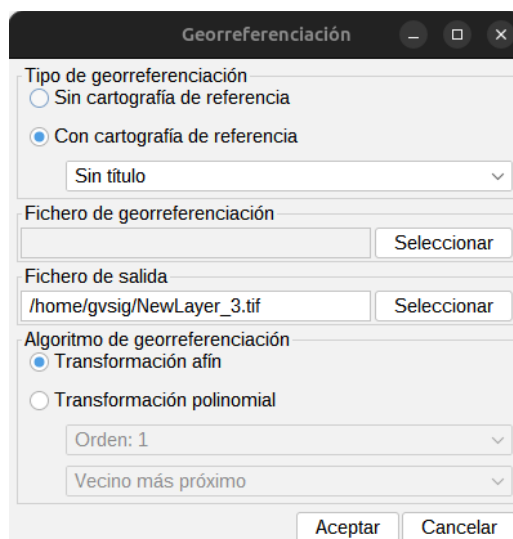 Georreferenciación
Tipo de georreferenciación
Sin cartografía de referencia
Con cartografía de referencia
Sin título
Fichero de georreferenciación
Seleccionar
Fichero de salida
/home/gvsig/NewLayer_3.tif
Seleccionar
Algoritmo de georreferenciación
Transformación afín
Transformación polinomial
Orden: 1
Vecino más próximo
Aceptar Cancelar